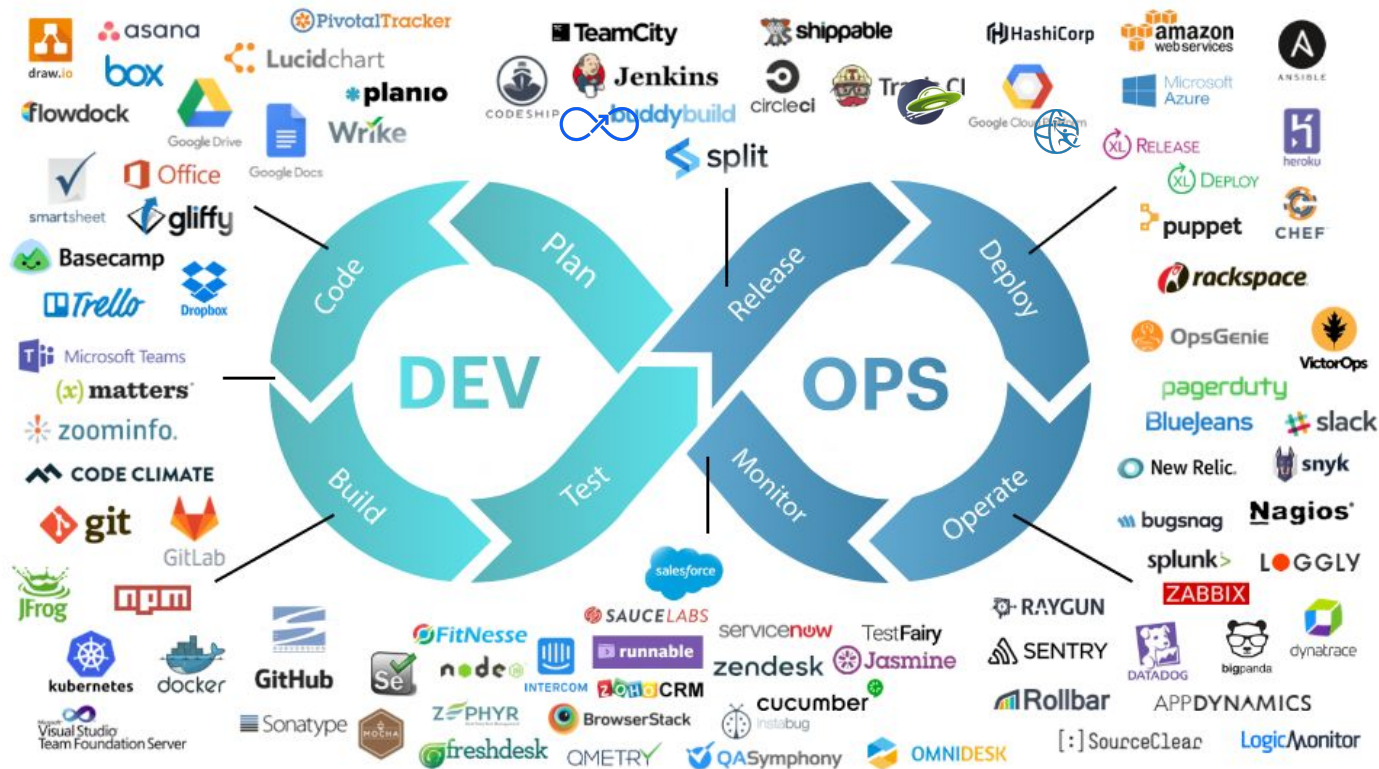 draw.io
asana
PivotalTracker
box
Lucidchart
flowdock
Google Drive
planio
Google Docs
Wrike
smartsheet
Office
gliffy
Basecamp
Trello
Dropbox
Microsoft Teams
(x) matters
zoominfo.
CODE CLIMATE
git
GitLab
JFrog
npm
kubernetes
docker
Microsoft
Visual Studio
Team Foundation Server
TeamCity
shippable
CODESHIP
Jenkins
circleci
buddybuild
split
HashiCorp
amazon
webservices
ANSIBLE
Microsoft
Azure
Google Cloud Platform
XL RELEASE
heroku
XL DEPLOY
puppet
CHEF
rackspace
OpsGenie
VictorOps
pagerduty
BlueJeans
slack
New Relic.
snyk
bugsnag
Nagios
splunk>
LOGGLY
ZABBIX
Code
Plan
Release
Deploy
DEV
OPS
Build
Test
Monitor
Operate
salesforce
SAUCELABS
SUBVERSION
GitHub
Sonatype
FitNesse
Se
node
JS
INTERCOM
runnable
ZOHO CRM
servicenow
TestFairy
zendesk
Jasmine
MOCHA
ZEPHYR
BrowserStack
instabug
cucumber
freshdesk
QMETRY
QASymphony
OMNIDESK
RAYGUN
SENTRY
DATADOG
bigpanda
dynatrace
Rollbar
APPDYNAMICS
[:]SourceClear
LogicMonitor